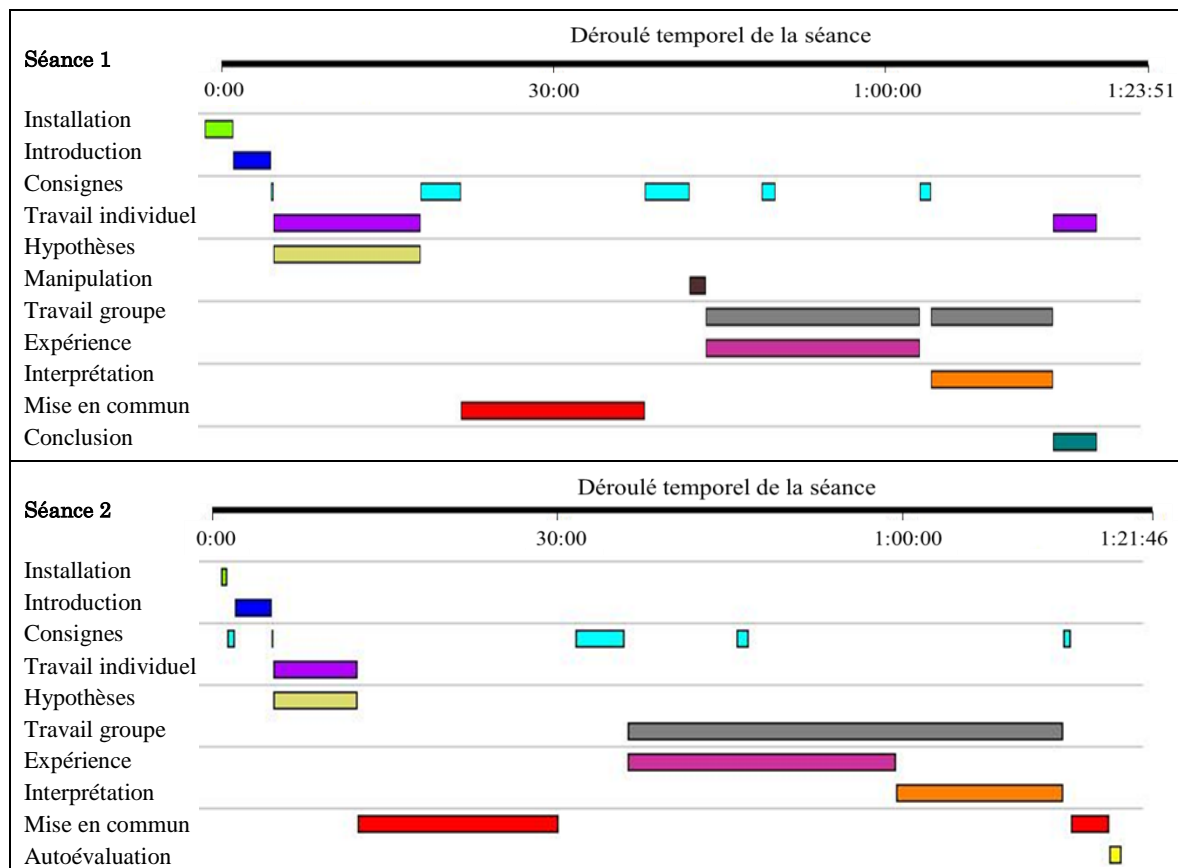 Déroulé temporel de la séance
Séance 1
0:00 30:00 1:00:00 1:23:51
Installation
Introduction
Consignes
Travail individuel
Hypothèses
Manipulation
Travail groupe
Expérience
Interprétation
Mise en commun
Conclusion
Déroulé temporel de la séance
Séance 2
0:00 30:00 1:00:00 1:21:46
Installation
Introduction
Consignes
Travail individuel
Hypothèses
Travail groupe
Expérience
Interprétation
Mise en commun
Autoévaluation